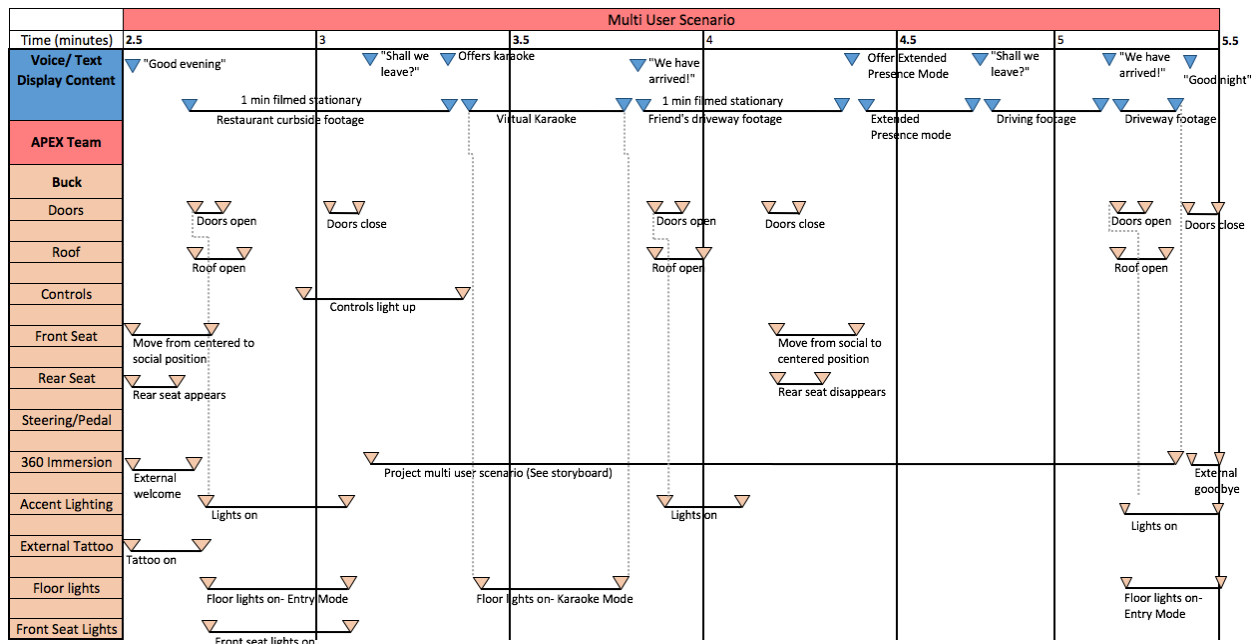 Multi User Scenario
Time (minutes) 2.5 3 3.5 4 4.5 5 5.5
Voice/ Text
Display Content
"Good evening"
"Shall we
leave?"
Offers karaoke
"We have
arrived!"
Offer Extended
Presence Mode
"Shall we
leave?"
"We have
arrived!"
"Good night"
1 min filmed stationary
Restaurant curbside footage
Virtual Karaoke
1 min filmed stationary
Friend's driveway footage
Extended
Presence mode
Driving footage
Driveway footage
APEX Team
Buck
Doors
Doors open
Doors close
Doors open
Doors close
Doors open
Doors close
Roof
Roof open
Roof open
Roof open
Controls
Controls light up
Front Seat
Move from centered to
social position
Move from social to
centered position
Rear Seat
Rear seat appears
Rear seat disappears
Steering/Pedal
360 Immersion
External
welcome
Project multi user scenario (See storyboard)
External
goodbye
Accent Lighting
Lights on
Lights on
Lights on
External Tattoo
Tattoo on
Floor lights
Floor lights on- Entry Mode
Floor lights on- Karaoke Mode
Floor lights on-
Entry Mode
Front Seat Lights
Front seat lights on